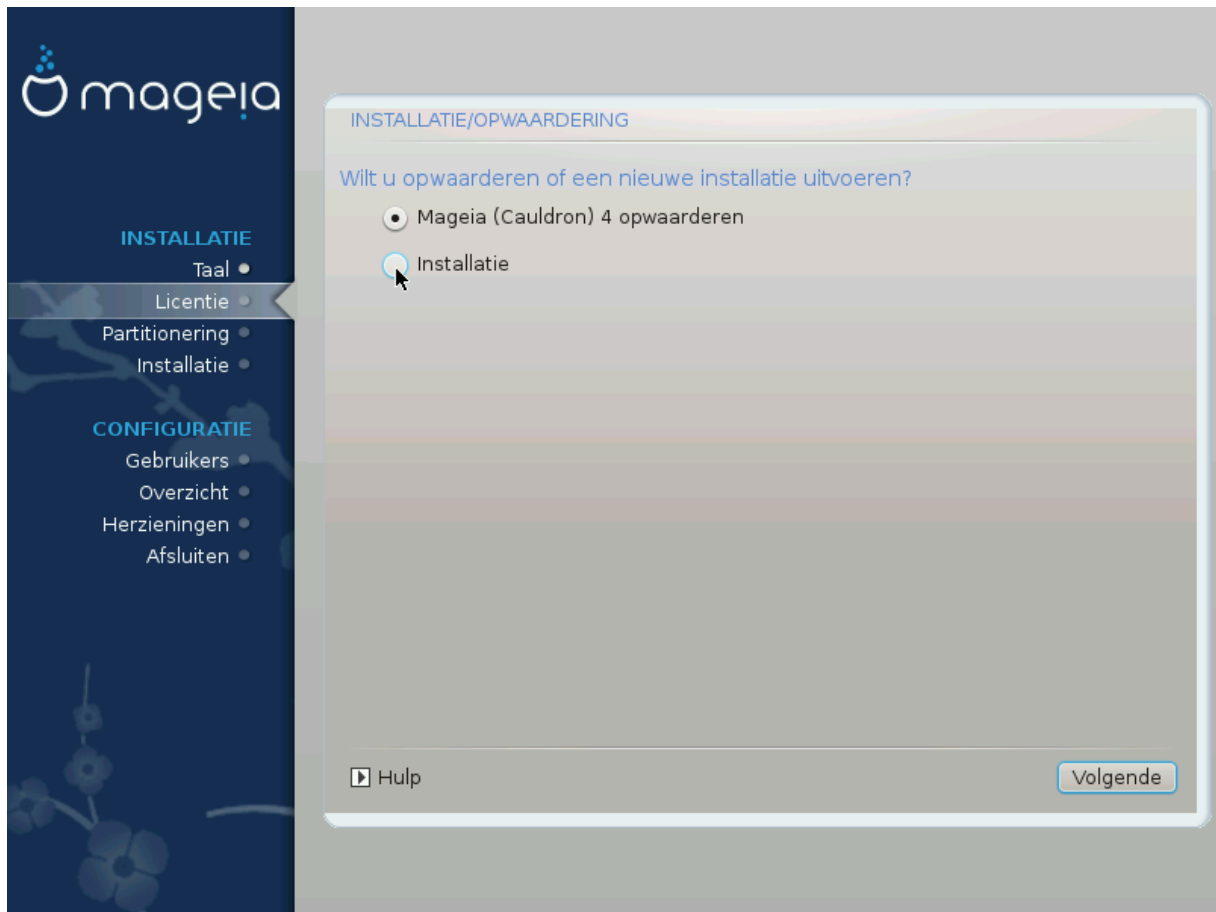 mageia
INSTALLATIE
Taal
Licentie
Partitionering
Installatie
CONFIGURATIE
Gebruikers
Overzicht
Herzieningen
Afsluiten
INSTALLATIE/OPWAARDERING
Wilt u opwaarderen of een nieuwe installatie uitvoeren?
Mageia (Cauldron) 4 opwaarderen
Installatie
Hulp
Volgende